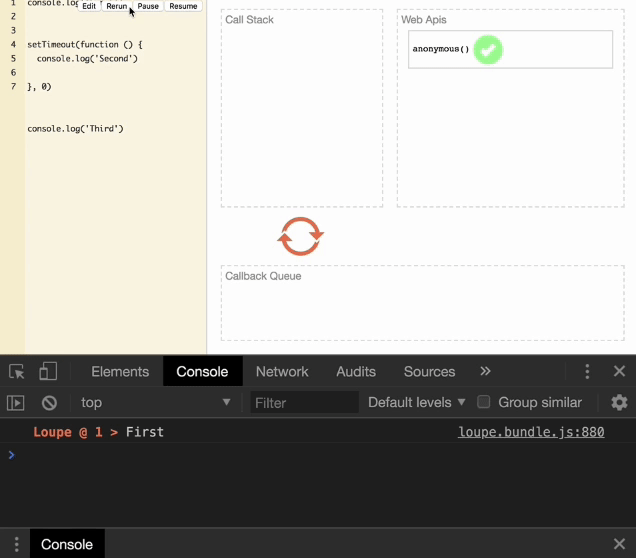 1 console.log
Edit Rerun Pause Resume
2
3
4 setTimeout(function () {
5 console.log('Second')
6
7 }, 0)
console.log('Third')
Call Stack
Web Apis
anonymous()
Callback Queue
Elements Console Network Audits Sources »
top Filter Default levels Group similar
Loupe @ 1 > First loupe.bundle.js:880
>
Console